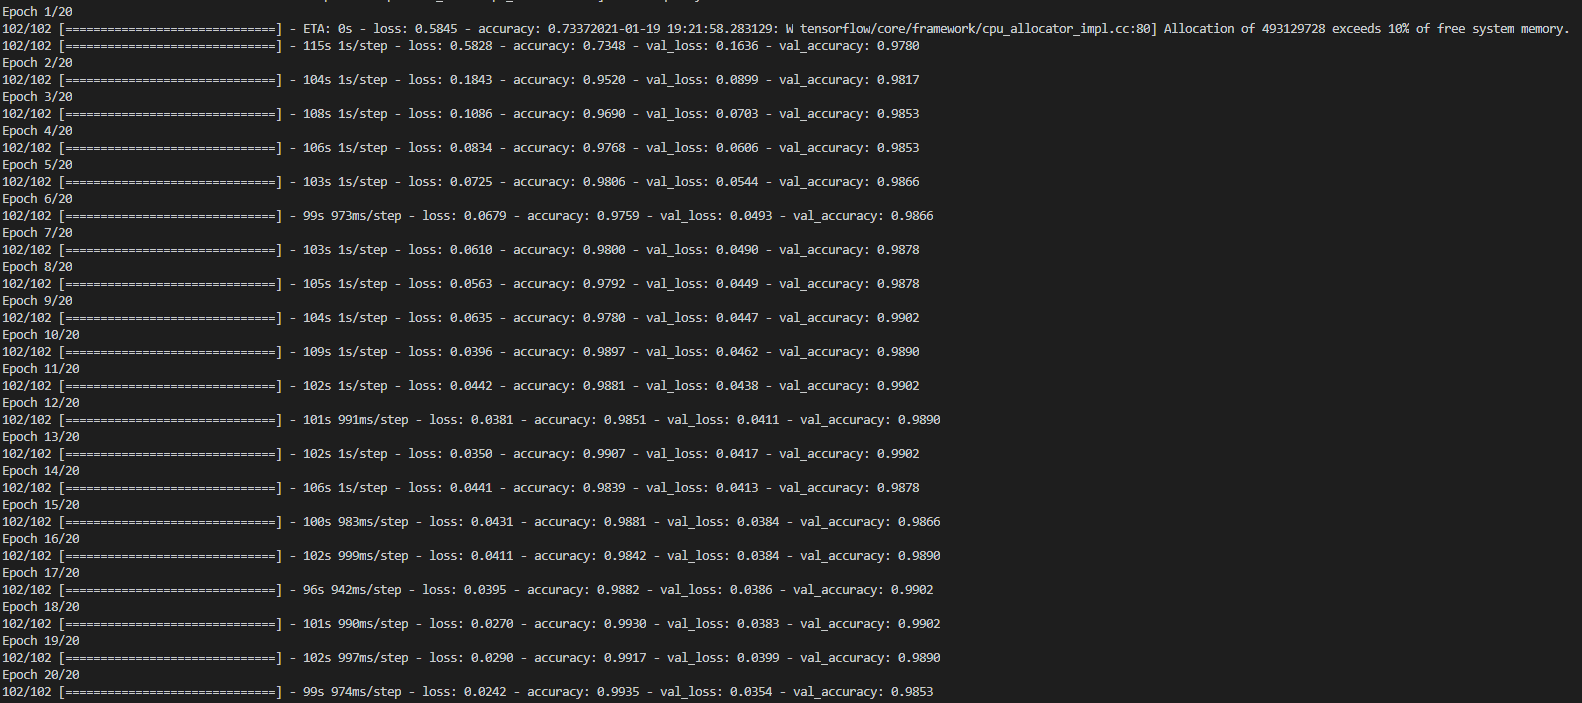 Epoch 1/20
102/102 [==============================] - ETA: 0s - loss: 0.5845 - accuracy: 0.73372021-01-19 19:21:58.283129: W tensorflow/core/framework/cpu_allocator_impl.cc:80] Allocation of 493129728 exceeds 10% of free system memory.
102/102 [==============================] - 115s 1s/step - loss: 0.5828 - accuracy: 0.7348 - val_loss: 0.1636 - val_accuracy: 0.9780
Epoch 2/20
102/102 [==============================] - 104s 1s/step - loss: 0.1843 - accuracy: 0.9520 - val_loss: 0.0899 - val_accuracy: 0.9817
Epoch 3/20
102/102 [==============================] - 108s 1s/step - loss: 0.1086 - accuracy: 0.9690 - val_loss: 0.0703 - val_accuracy: 0.9853
Epoch 4/20
102/102 [==============================] - 106s 1s/step - loss: 0.0834 - accuracy: 0.9768 - val_loss: 0.0606 - val_accuracy: 0.9853
Epoch 5/20
102/102 [==============================] - 103s 1s/step - loss: 0.0725 - accuracy: 0.9806 - val_loss: 0.0544 - val_accuracy: 0.9866
Epoch 6/20
102/102 [==============================] - 99s 973ms/step - loss: 0.0679 - accuracy: 0.9759 - val_loss: 0.0493 - val_accuracy: 0.9866
Epoch 7/20
102/102 [==============================] - 103s 1s/step - loss: 0.0610 - accuracy: 0.9800 - val_loss: 0.0490 - val_accuracy: 0.9878
Epoch 8/20
102/102 [==============================] - 105s 1s/step - loss: 0.0563 - accuracy: 0.9792 - val_loss: 0.0449 - val_accuracy: 0.9878
Epoch 9/20
102/102 [==============================] - 104s 1s/step - loss: 0.0635 - accuracy: 0.9780 - val_loss: 0.0447 - val_accuracy: 0.9902
Epoch 10/20
102/102 [==============================] - 109s 1s/step - loss: 0.0396 - accuracy: 0.9897 - val_loss: 0.0462 - val_accuracy: 0.9890
Epoch 11/20
102/102 [==============================] - 102s 1s/step - loss: 0.0442 - accuracy: 0.9881 - val_loss: 0.0438 - val_accuracy: 0.9902
Epoch 12/20
102/102 [==============================] - 101s 991ms/step - loss: 0.0381 - accuracy: 0.9851 - val_loss: 0.0411 - val_accuracy: 0.9890
Epoch 13/20
102/102 [==============================] - 102s 1s/step - loss: 0.0350 - accuracy: 0.9907 - val_loss: 0.0417 - val_accuracy: 0.9902
Epoch 14/20
102/102 [==============================] - 106s 1s/step - loss: 0.0441 - accuracy: 0.9839 - val_loss: 0.0413 - val_accuracy: 0.9878
Epoch 15/20
102/102 [==============================] - 100s 983ms/step - loss: 0.0431 - accuracy: 0.9881 - val_loss: 0.0384 - val_accuracy: 0.9866
Epoch 16/20
102/102 [==============================] - 102s 999ms/step - loss: 0.0411 - accuracy: 0.9842 - val_loss: 0.0384 - val_accuracy: 0.9890
Epoch 17/20
102/102 [==============================] - 96s 942ms/step - loss: 0.0395 - accuracy: 0.9882 - val_loss: 0.0386 - val_accuracy: 0.9902
Epoch 18/20
102/102 [==============================] - 101s 990ms/step - loss: 0.0270 - accuracy: 0.9930 - val_loss: 0.0383 - val_accuracy: 0.9902
Epoch 19/20
102/102 [==============================] - 102s 997ms/step - loss: 0.0290 - accuracy: 0.9917 - val_loss: 0.0399 - val_accuracy: 0.9890
Epoch 20/20
102/102 [==============================] - 99s 974ms/step - loss: 0.0242 - accuracy: 0.9935 - val_loss: 0.0354 - val_accuracy: 0.9853